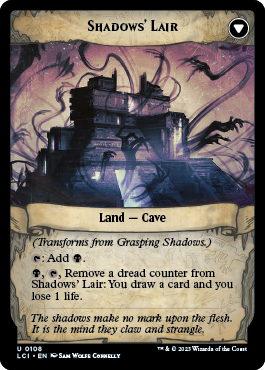 Shadows' Lair
Land — Cave
(Transforms from Grasping Shadows.)
: Add .
, , Remove a dread counter from
Shadows' Lair: You draw a card and you
lose 1 life.
The shadows make no mark upon the flesh.
It is the mind they claw and strangle.
U 0108
LCI • EN Sam Wolfe Connelly
™ & © 2023 Wizards of the Coast